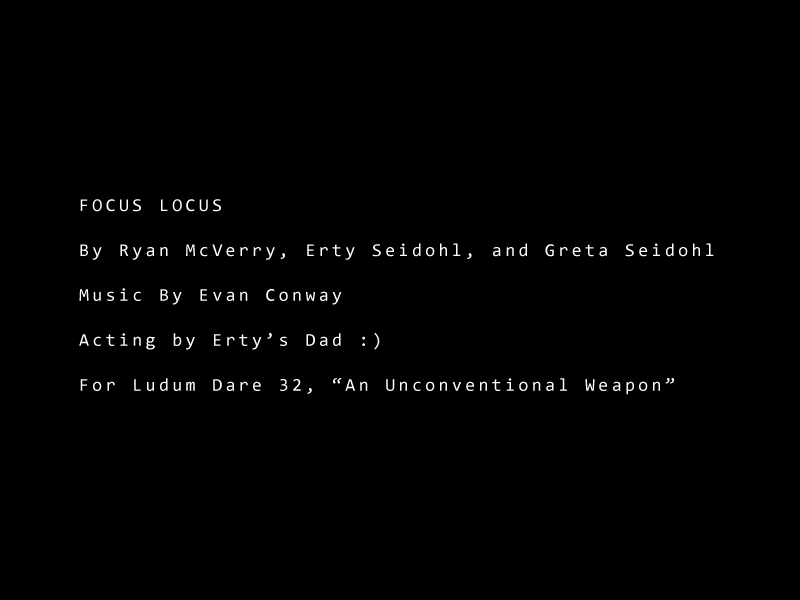 FOCUS LOCUS
By Ryan McVerry, Erty Seidohl, and Greta Seidohl
Music By Evan Conway
Acting by Erty’s Dad :)
For Ludum Dare 32, “An Unconventional Weapon”